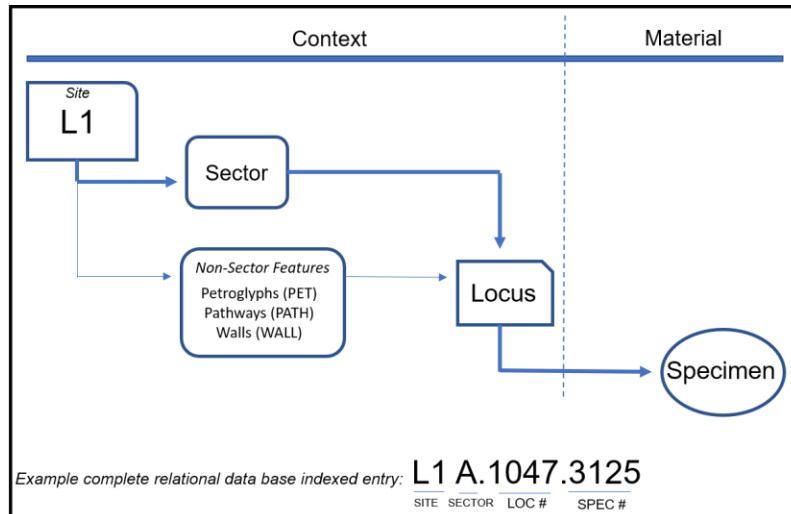 Context
Material
Site
L1
Sector
Non-Sector Features
Petroglyphs (PET)
Pathways (PATH)
Walls (WALL)
Locus
Specimen
Example complete relational data base indexed entry: L1 A.1047.3125
SITE SECTOR LOC # SPEC #